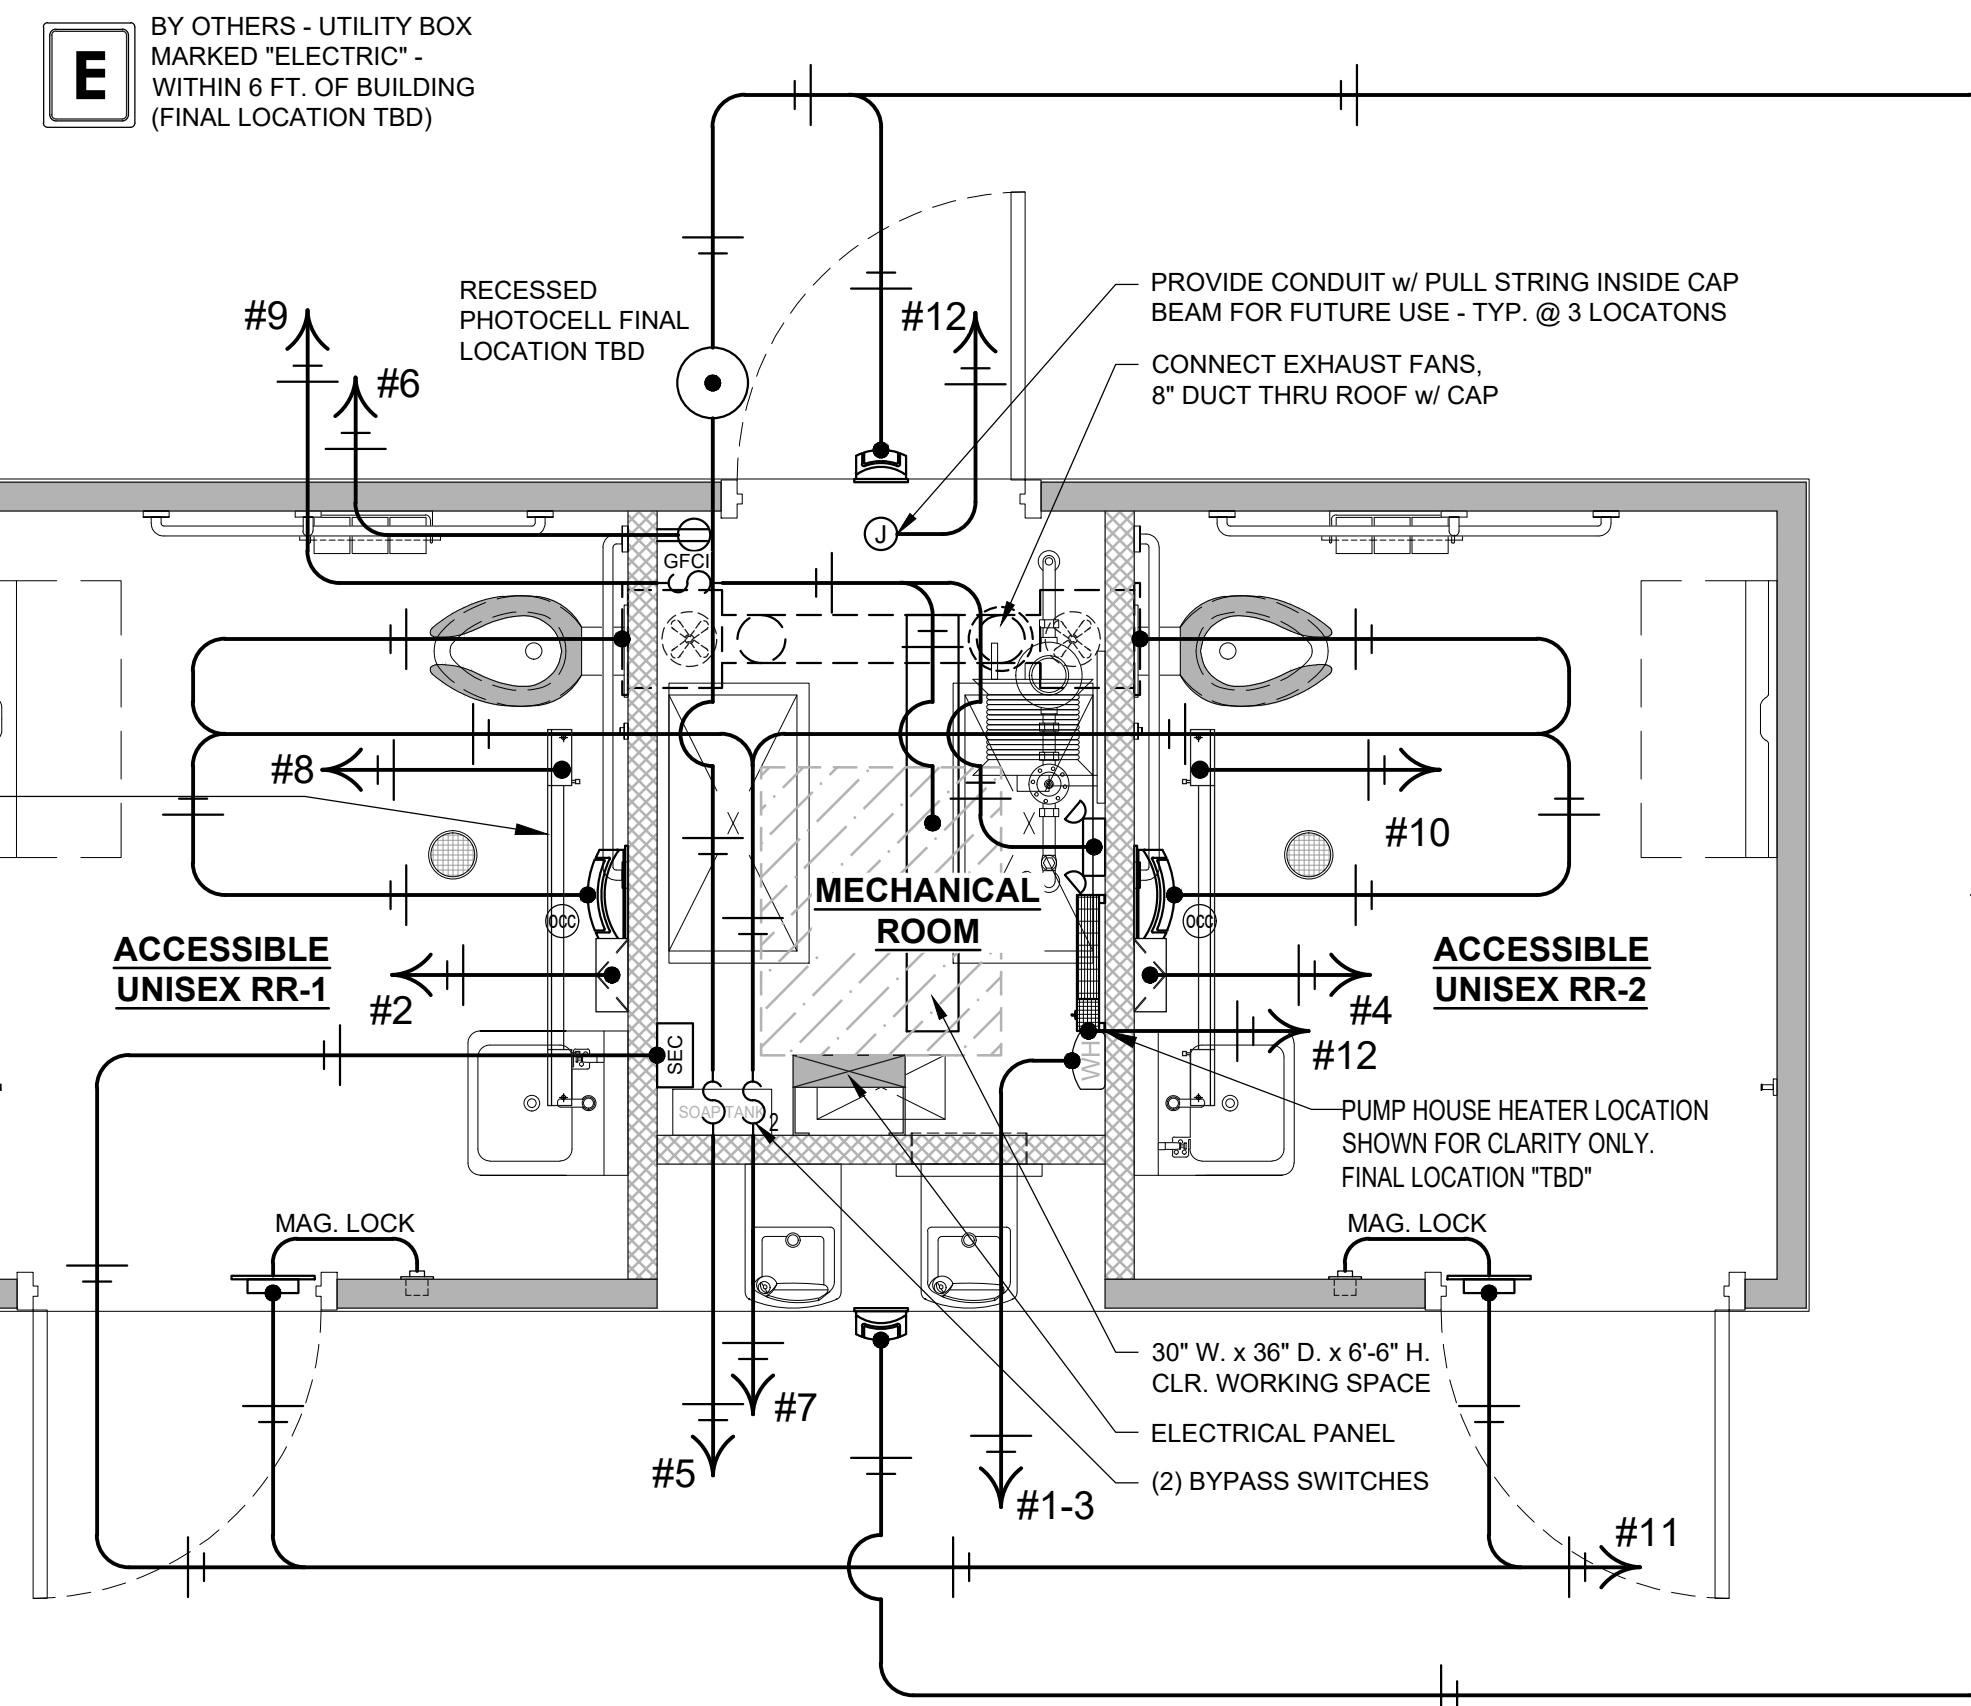 E
BY OTHERS - UTILITY BOX
MARKED "ELECTRIC" -
WITHIN 6 FT. OF BUILDING
(FINAL LOCATION TBD)
RECESSED
PHOTOCELL FINAL
LOCATION TBD
#9
#6
#12
PROVIDE CONDUIT w/ PULL STRING INSIDE CAP
BEAM FOR FUTURE USE - TYP. @ 3 LOCATONS
CONNECT EXHAUST FANS,
8" DUCT THRU ROOF w/ CAP
J
GFCI
#8
#10
MECHANICAL
ROOM
OCC
OCC
ACCESSIBLE
UNISEX RR-1
ACCESSIBLE
UNISEX RR-2
#2
#4
#12
SEC
WH
SOAP TANK
2
PUMP HOUSE HEATER LOCATION
SHOWN FOR CLARITY ONLY.
FINAL LOCATION "TBD"
MAG. LOCK
MAG. LOCK
30" W. x 36" D. x 6'-6" H.
CLR. WORKING SPACE
ELECTRICAL PANEL
(2) BYPASS SWITCHES
#7
#5
#1-3
#11